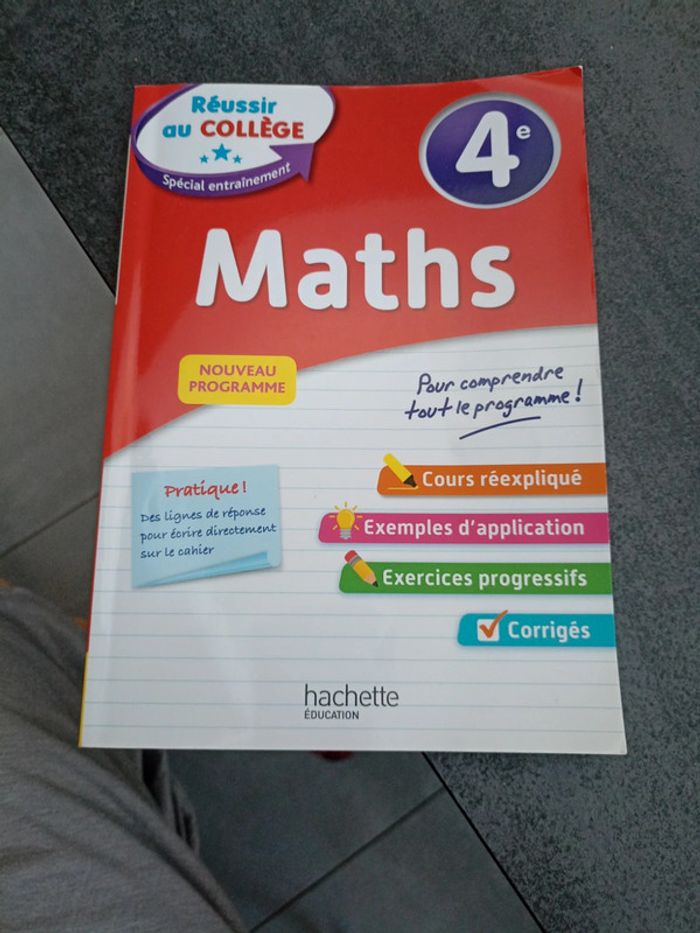 Réussir
au COLLÈGE
Spécial entraînement
4e
Maths
NOUVEAU
PROGRAMME
Pour comprendre
tout le programme !
Pratique !
Des lignes de réponse
pour écrire directement
sur le cahier
Cours réexpliqué
Exemples d'application
Exercices progressifs
Corrigés
hachette
ÉDUCATION